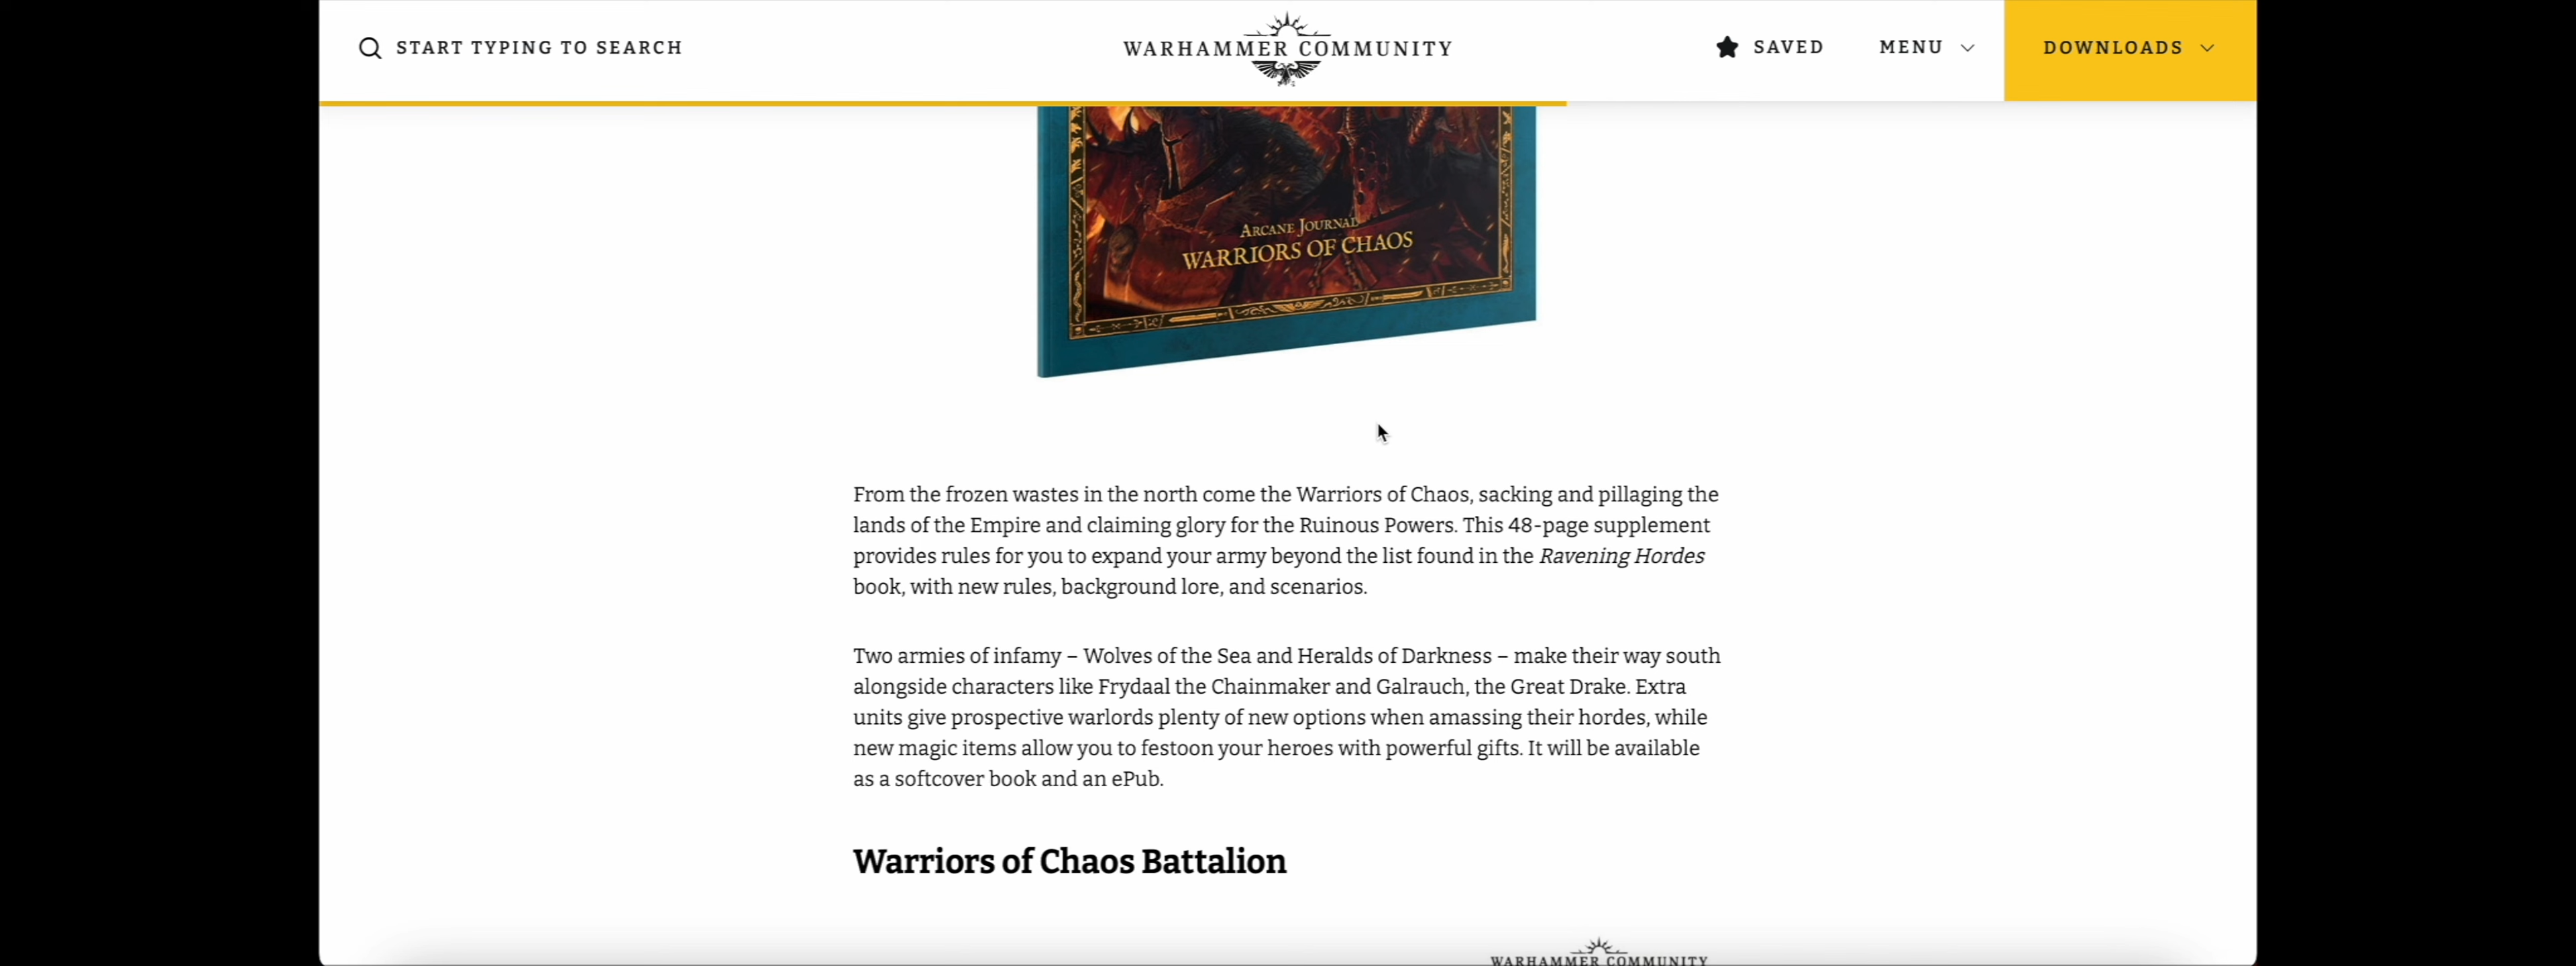 START TYPING TO SEARCH
WARHAMMER COMMUNITY
SAVED
MENU
DOWNLOADS
ARCANE JOURNAL
WARRIORS OF CHAOS
From the frozen wastes in the north come the Warriors of Chaos, sacking and pillaging the
lands of the Empire and claiming glory for the Ruinous Powers. This 48-page supplement
provides rules for you to expand your army beyond the list found in the Ravening Hordes
book, with new rules, background lore, and scenarios.
Two armies of infamy – Wolves of the Sea and Heralds of Darkness – make their way south
alongside characters like Frydaal the Chainmaker and Galrauch, the Great Drake. Extra
units give prospective warlords plenty of new options when amassing their hordes, while
new magic items allow you to festoon your heroes with powerful gifts. It will be available
as a softcover book and an ePub.
Warriors of Chaos Battalion
WARHAMMER COMMUNITY